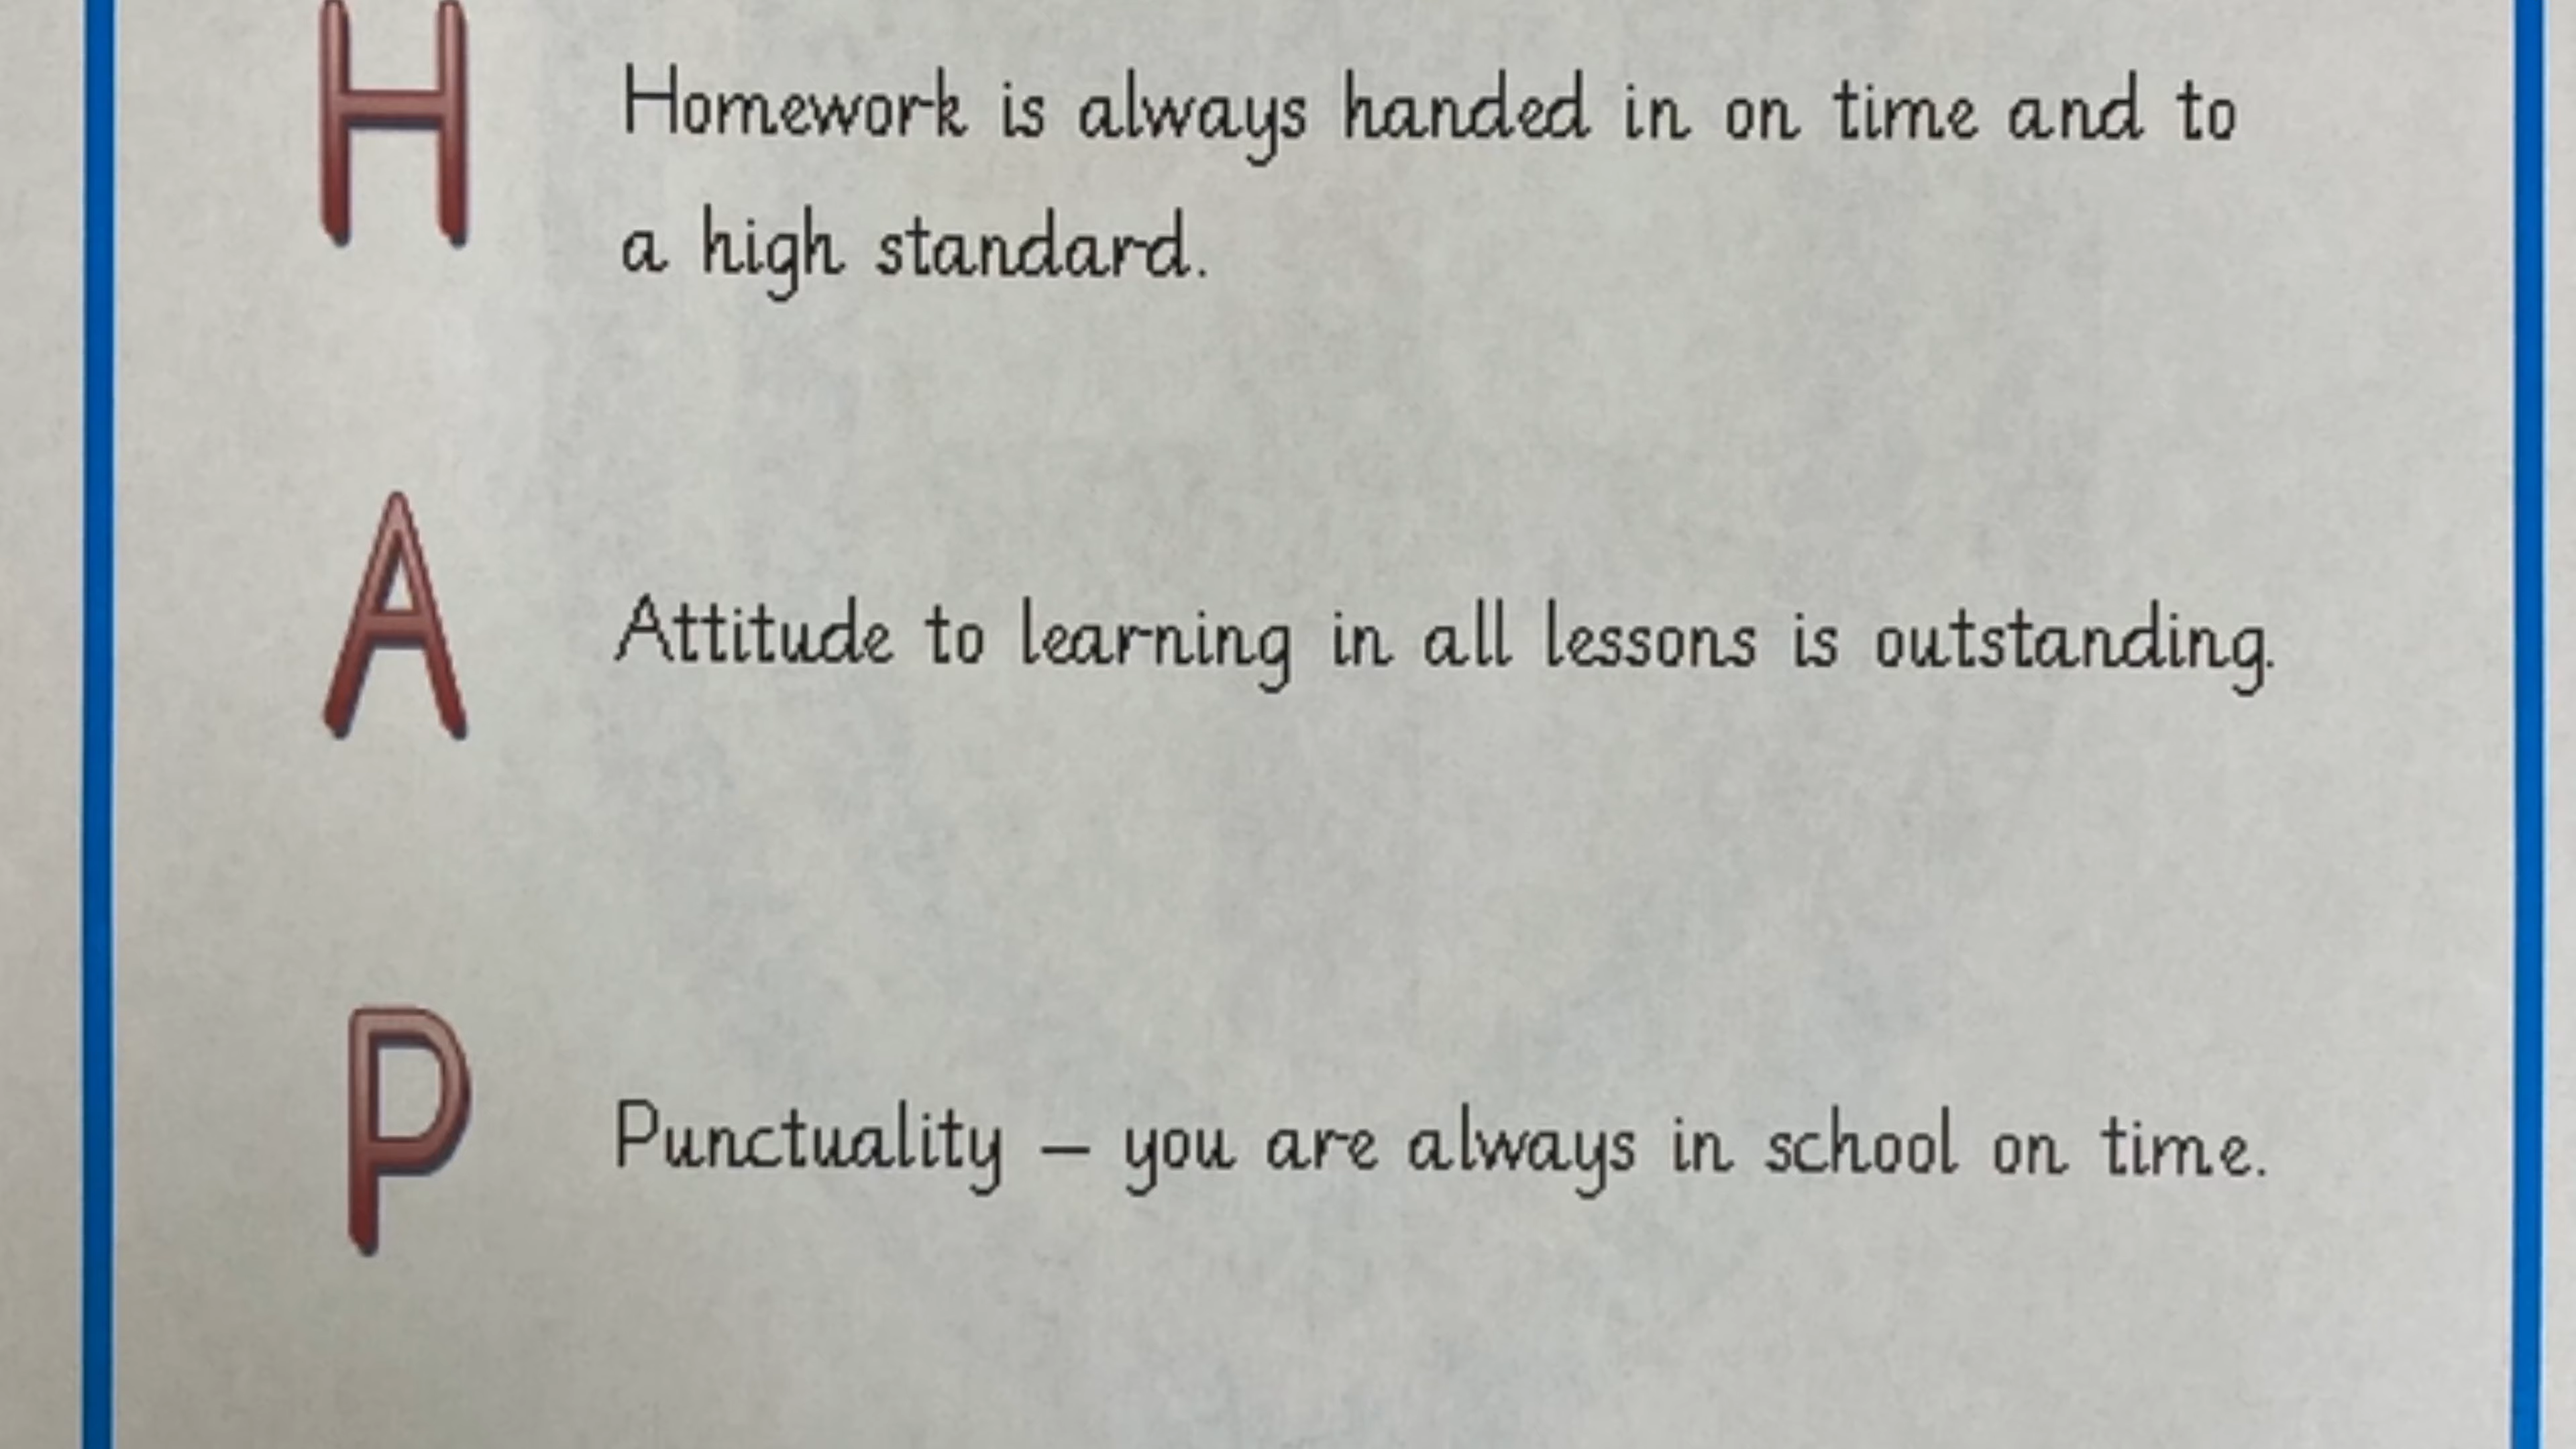 H Homework is always handed in on time and to
a high standard.
A Attitude to learning in all lessons is outstanding.
P Punctuality – you are always in school on time.